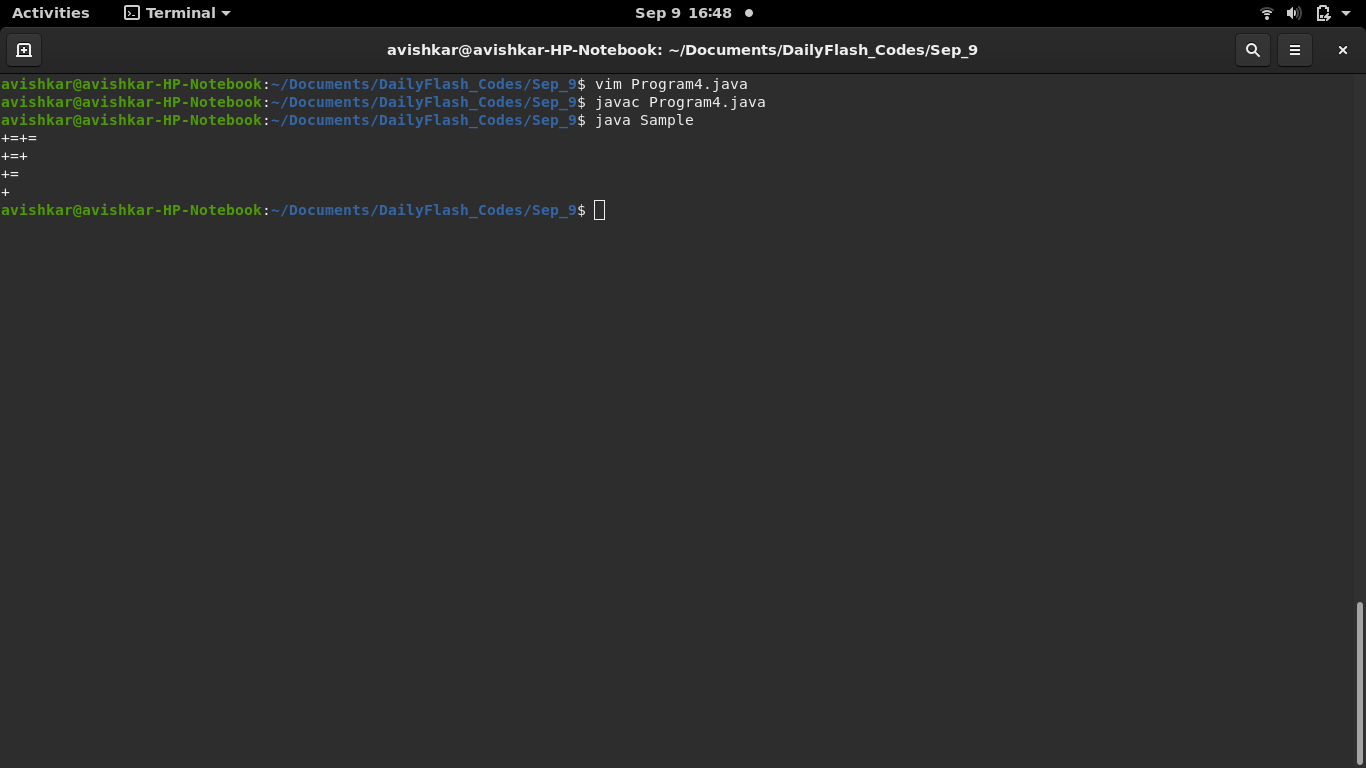 Activities Terminal Sep 9 16:48
avishkar@avishkar-HP-Notebook: ~/Documents/DailyFlash_Codes/Sep_9
avishkar@avishkar-HP-Notebook:~/Documents/DailyFlash_Codes/Sep_9$ vim Program4.java
avishkar@avishkar-HP-Notebook:~/Documents/DailyFlash_Codes/Sep_9$ javac Program4.java
avishkar@avishkar-HP-Notebook:~/Documents/DailyFlash_Codes/Sep_9$ java Sample
+=+=
+=+
+=
+
avishkar@avishkar-HP-Notebook:~/Documents/DailyFlash_Codes/Sep_9$